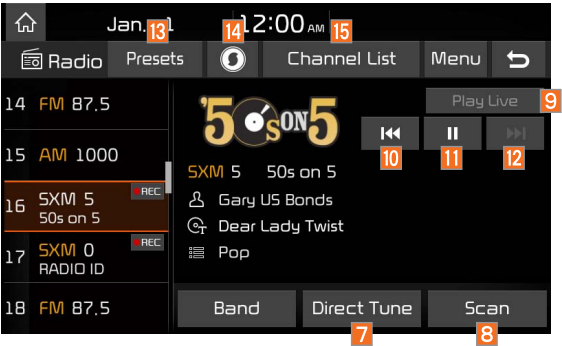 Jan. 1 12:00 AM
13 14 15
Radio Presets Channel List Menu
14 FM 87.5
15 AM 1000
16 SXM 5 REC
50s on 5
17 SXM 0 REC
RADIO ID
18 FM 87.5
'50sON5
Play Live 9
10 11 12
SXM 5 50s on 5
Gary US Bonds
Dear Lady Twist
Pop
Band Direct Tune Scan
7 8